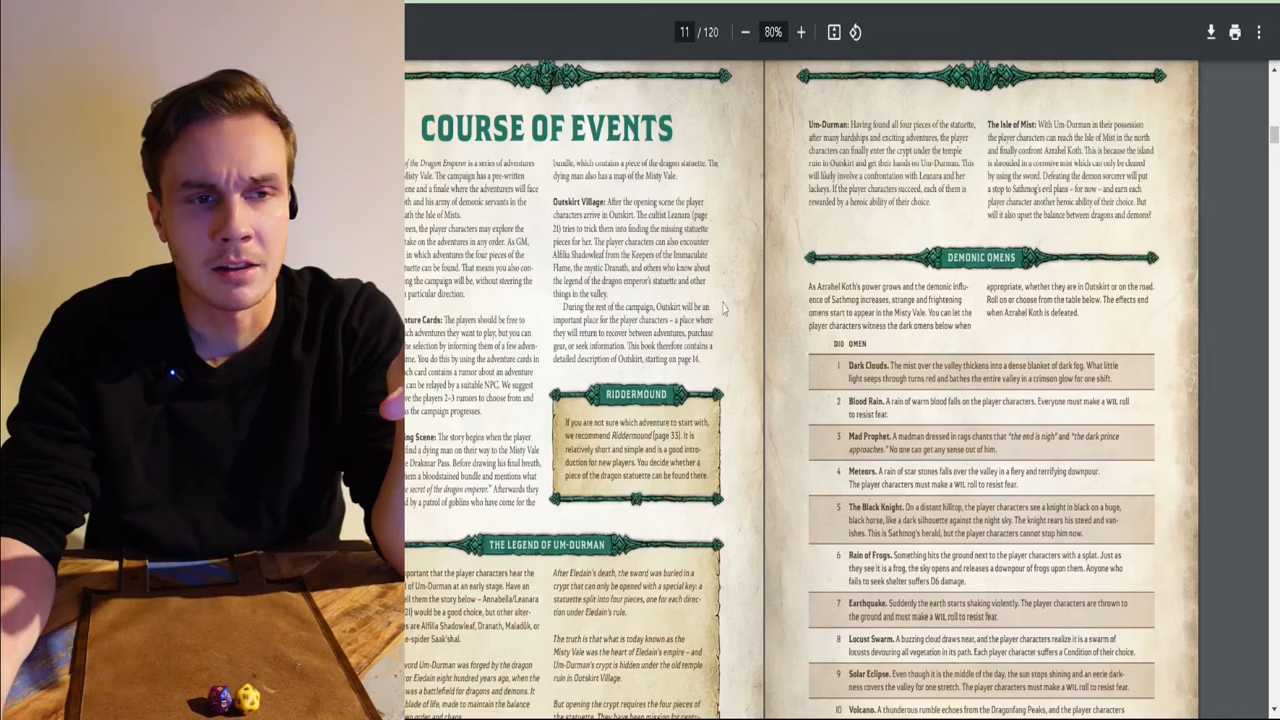 11 / 120
80%
COURSE OF EVENTS
of the Dragon Emperor is a series of adventures
Misty Vale. The campaign has a pre-written
ene and a finale where the adventurers will face
oth and his army of demonic servants in the
ath the Isle of Mists.
een, the player characters may explore the
take on the adventures in any order. As GM,
in which adventures the four pieces of the
tuette can be found. That means you also con-
ng the campaign will be, without steering the
particular direction.
nture Cards: The players should be free to
ch adventures they want to play, but you can
he selection by informing them of a few adven-
ime. You do this by using the adventure cards in
ch card contains a rumor about an adventure
can be relayed by a suitable NPC. We suggest
ve the players 2–3 rumors to choose from and
as the campaign progresses.
ing Scene: The story begins when the player
find a dying man on their way to the Misty Vale
e Drakmar Pass. Before drawing his final breath,
hem a bloodstained bundle and mentions what
e secret of the dragon emperor." Afterwards they
d by a patrol of goblins who have come for the
bundle, which contains a piece of the dragon statuette. The
dying man also has a map of the Misty Vale.
Outskirt Village: After the opening scene the player
characters arrive in Outskirt. The cultist Leanara (page
21) tries to trick them into finding the missing statuette
pieces for her. The player characters can also encounter
Alfilia Shadowleaf from the Keepers of the Immaculate
Flame, the mystic Dranath, and others who know about
the legend of the dragon emperor's statuette and other
things in the valley.
During the rest of the campaign, Outskirt will be an
important place for the player characters – a place where
they will return to recover between adventures, purchase
gear, or seek information. This book therefore contains a
detailed description of Outskirt, starting on page 14.
RIDDERMOUND
If you are not sure which adventure to start with,
we recommend Riddermound (page 33). It is
relatively short and simple and is a good intro-
duction for new players. You decide whether a
piece of the dragon statuette can be found there.
THE LEGEND OF UM-DURMAN
portant that the player characters hear the
of Um-Durman at an early stage. Have an
ell them the story below – Annabella/Leanara
21) would be a good choice, but other alter-
s are Alfilia Shadowleaf, Dranach, Maladûk, or
e-spider Saak'shal.
word Um-Durman was forged by the dragon
or Eledain eight hundred years ago, when the
was a battlefield for dragons and demons. It
blade of life, made to maintain the balance
en order and chaos.
After Eledain's death, the sword was buried in a
crypt that can only be opened with a special key: a
statuette split into four pieces, one for each direc-
tion under Eledain's rule.
The truth is that what is today known as the
Misty Vale was the heart of Eledain's empire – and
Um-Durman's crypt is hidden under the old temple
ruin in Outskirt Village.
But opening the crypt requires the four pieces of
the statuette. They have been missing for centu-
Um-Durman: Having found all four pieces of the statuette,
after many hardships and exciting adventures, the player
characters can finally enter the crypt under the temple
ruin in Outskirt and get their hands on Um-Durman. This
will likely involve a confrontation with Leanara and her
lackeys. If the player characters succeed, each of them is
rewarded by a heroic ability of their choice.
The Isle of Mist: With Um-Durman in their possession
the player characters can reach the Isle of Mist in the north
and finally confront Azrahel Koth. This is because the island
is shrouded in a corrosive mist which can only be cleared
by using the sword. Defeating the demon sorcerer will put
a stop to Sathmog's evil plans – for now – and earn each
player character another heroic ability of their choice. But
will it also upset the balance between dragons and demons?
DEMONIC OMENS
As Azrahel Koth's power grows and the demonic influ-
ence of Sathmog increases, strange and frightening
omens start to appear in the Misty Vale. You can let the
player characters witness the dark omens below when
appropriate, whether they are in Outskirt or on the road.
Roll on or choose from the table below. The effects end
when Azrahel Koth is defeated.
D10 OMEN
1 Dark Clouds. The mist over the valley thickens into a dense blanket of dark fog. What little
light seeps through turns red and bathes the entire valley in a crimson glow for one shift.
2 Blood Rain. A rain of warm blood falls on the player characters. Everyone must make a WIL roll
to resist fear.
3 Mad Prophet. A madman dressed in rags chants that "the end is nigh" and "the dark prince
approaches." No one can get any sense out of him.
4 Meteors. A rain of star stones falls over the valley in a fiery and terrifying downpour.
The player characters must make a WIL roll to resist fear.
5 The Black Knight. On a distant hilltop, the player characters see a knight in black on a huge,
black horse, like a dark silhouette against the night sky. The knight rears his steed and van-
ishes. This is Sathmog's herald, but the player characters cannot stop him now.
6 Rain of Frogs. Something hits the ground next to the player characters with a splat. Just as
they see it is a frog, the sky opens and releases a downpour of frogs upon them. Anyone who
fails to seek shelter suffers D6 damage.
7 Earthquake. Suddenly the earth starts shaking violently. The player characters are thrown to
the ground and must make a WIL roll to resist fear.
8 Locust Swarm. A buzzing cloud draws near, and the player characters realize it is a swarm of
locusts devouring all vegetation in its path. Each player character suffers a Condition of their choice.
9 Solar Eclipse. Even though it is the middle of the day, the sun stops shining and an eerie dark-
ness covers the valley for one stretch. The player characters must make a WIL roll to resist fear.
10 Volcano. A thunderous rumble echoes from the Dragonfang Peaks, and the player characters